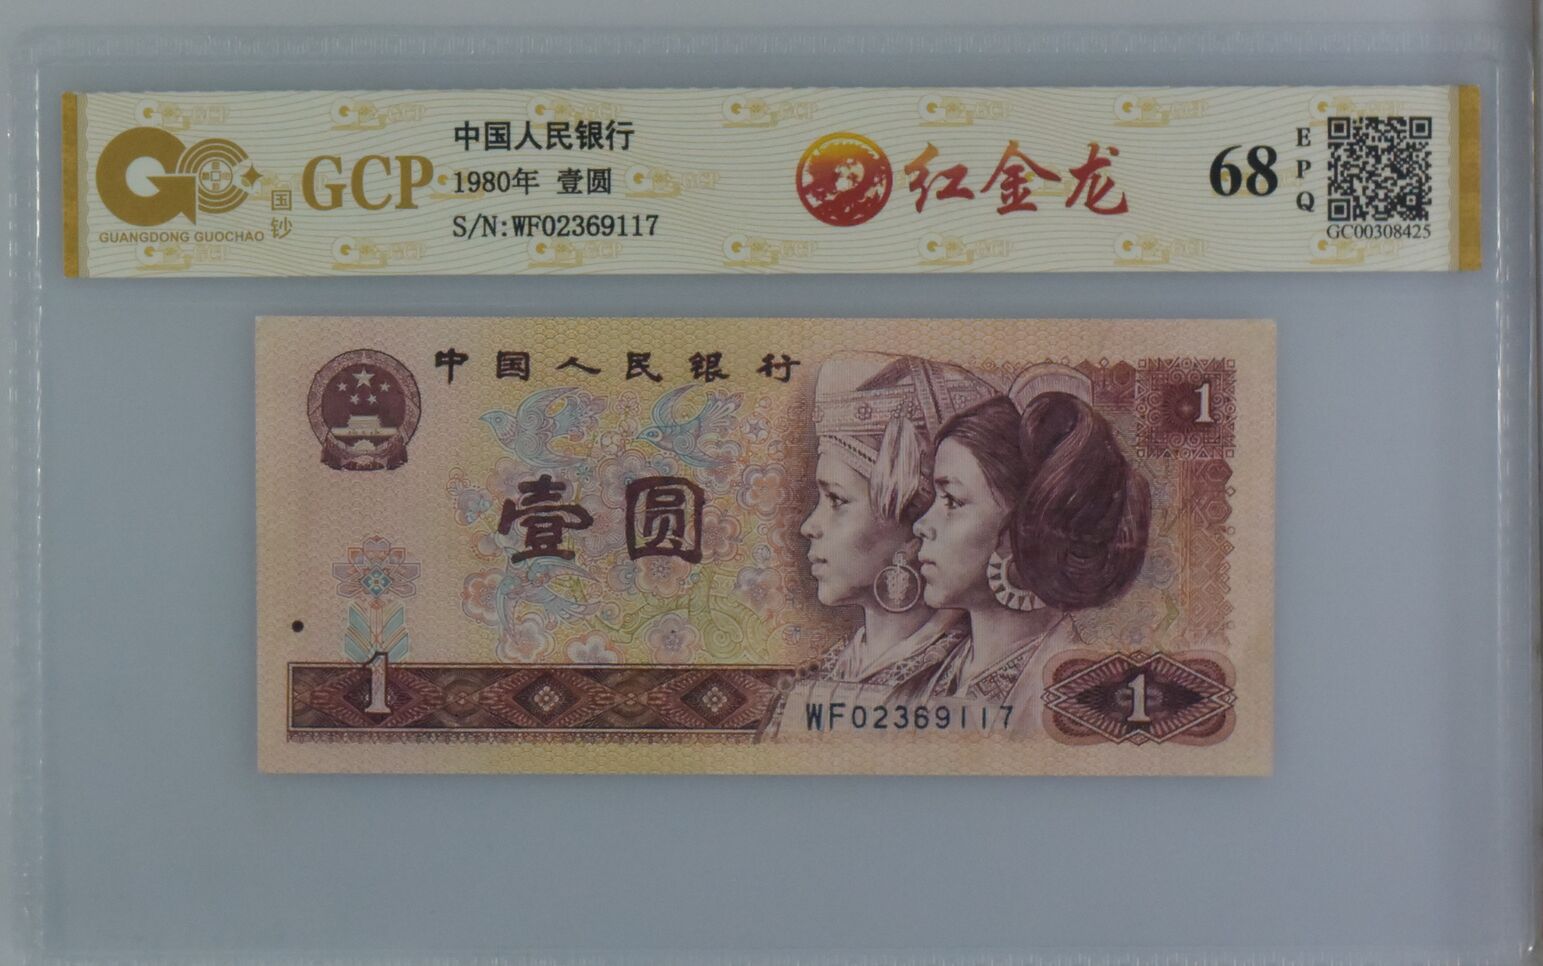 GCP
国钞
GUANGDONG GUOCHAO
中国人民银行
1980年 壹圆
S/N:WF02369117
红金龙
68
EPQ
GC00308425
中国人民银行
1
壹圆
1
WF02369117
1